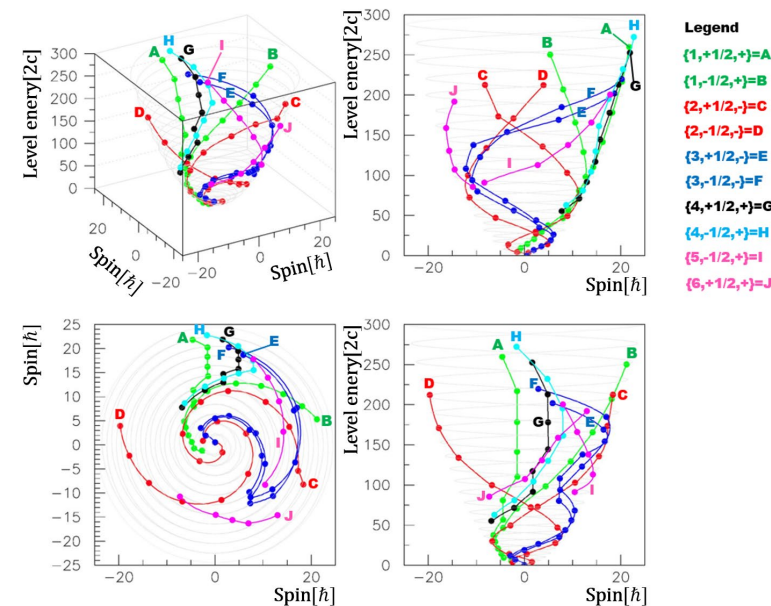 H
G
I
A
B
F
E
D
C
J
300
250
200
150
100
50
0
Level enery[2c]
20
0
−20
Spin[ħ]
−20
0
20
Spin[ħ]
300
250
200
150
100
50
0
Level enery[2c]
H
A
B
G
C
D
F
J
E
I
−20
0
20
Spin[ħ]
Legend
{1,+1/2,+}=A
{1,-1/2,+}=B
{2,+1/2,-}=C
{2,-1/2,-}=D
{3,+1/2,-}=E
{3,-1/2,-}=F
{4,+1/2,+}=G
{4,-1/2,+}=H
{5,-1/2,+}=I
{6,+1/2,+}=J
25
20
15
10
5
0
−5
−10
−15
−20
−25
Spin[ħ]
H
G
A
E
F
D
B
I
C
J
−20
0
20
Spin[ħ]
300
250
200
150
100
50
0
Level enery[2c]
H
A
B
D
F
C
G
E
J
I
−20
0
20
Spin[ħ]